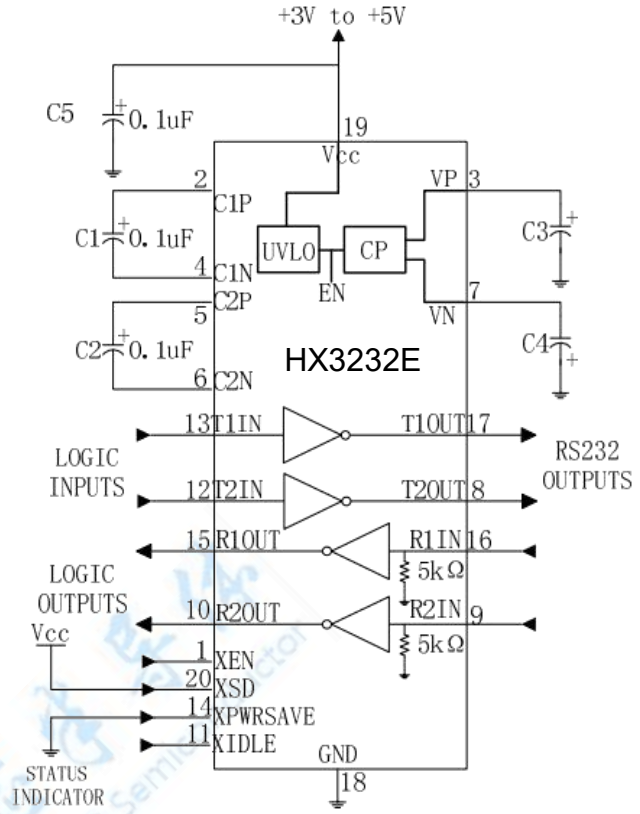 +3V to +5V
C5
+
0.1uF
19
Vcc
2
C1P
VP
3
C1
+
0.1uF
UVLO
CP
C3
+
4
C1N
EN
C2P
5
7
VN
C2
+
0.1uF
C4
+
6
C2N
HX3232E
13
T1IN
T1OUT
17
LOGIC
INPUTS
RS232
OUTPUTS
12
T2IN
T2OUT
8
15
R1OUT
R1IN
16
5kΩ
LOGIC
OUTPUTS
10
R2OUT
R2IN
9
5kΩ
Vcc
1
XEN
20
XSD
14
XPWRSAVE
11
XIDLE
STATUS
INDICATOR
GND
18